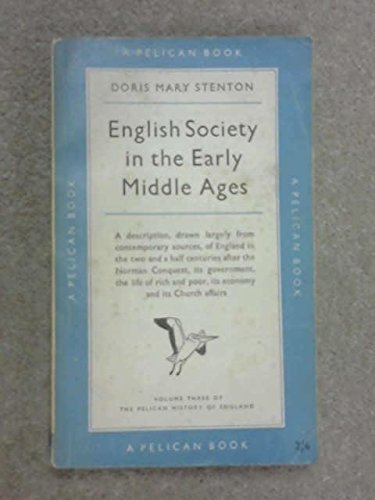 A PELICAN BOOK
DORIS MARY STENTON
English Society
in the Early
Middle Ages
A description, drawn largely from
contemporary sources, of England in
the two and a half centuries after the
Norman Conquest, its government,
the life of rich and poor, its economy
and its Church affairs
VOLUME THREE OF
THE PELICAN HISTORY OF ENGLAND
A PELICAN BOOK
A PELICAN BOOK
A PELICAN BOOK
2/6